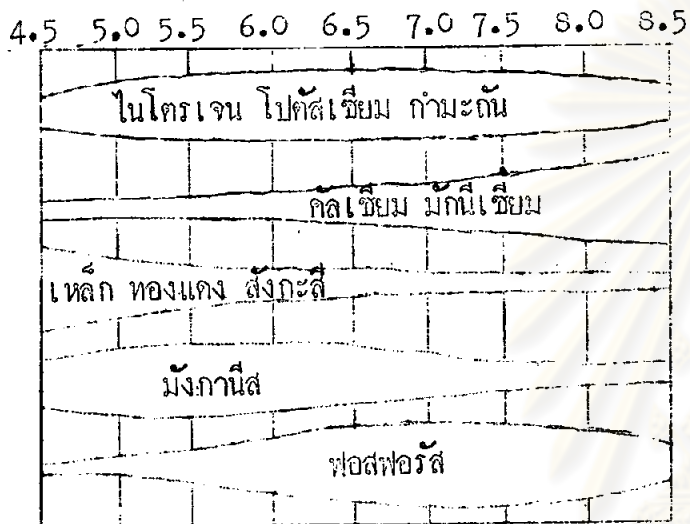 4.5 5.0 5.5 6.0 6.5 7.0 7.5 8.0 8.5
ไนโตรเจน โปตัสเซียม กำมะถัน
คัลเซียม มักนีเซียม
เหล็ก ทองแดง สังกะสี
มังกานีส
ฟอสฟอรัส